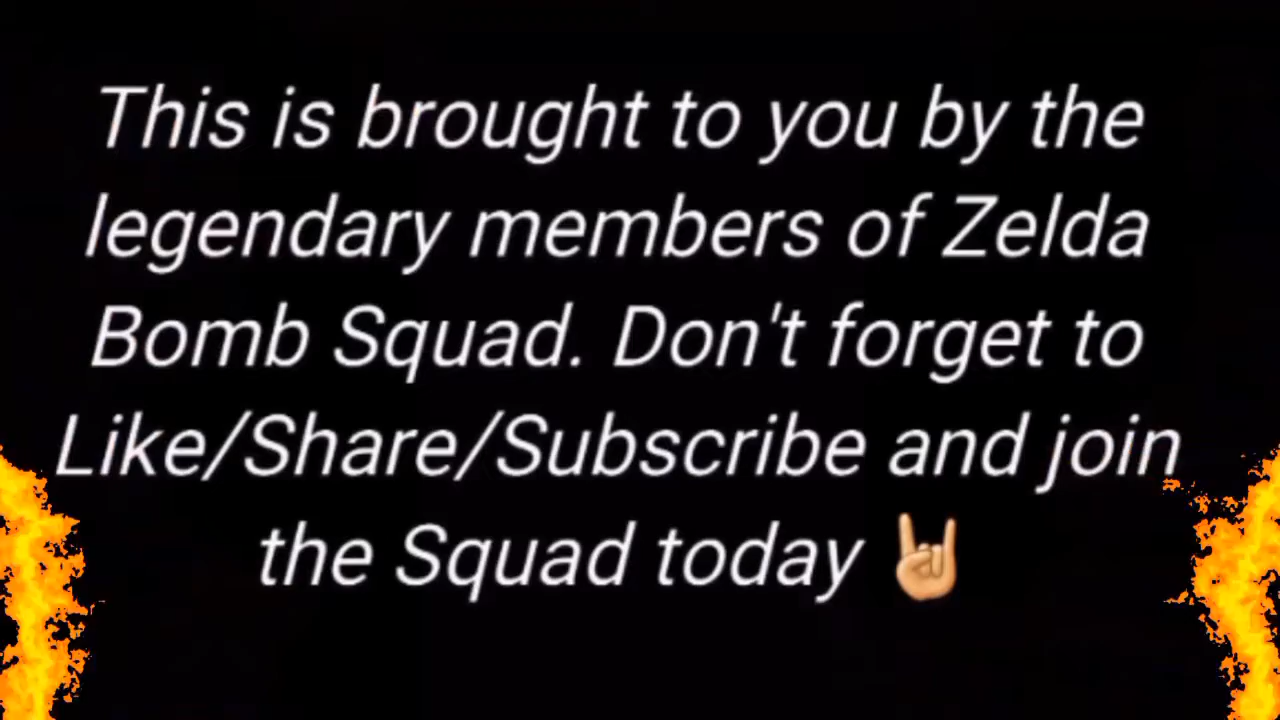 This is brought to you by the
legendary members of Zelda
Bomb Squad. Don't forget to
Like/Share/Subscribe and join
the Squad today 🤘🏼